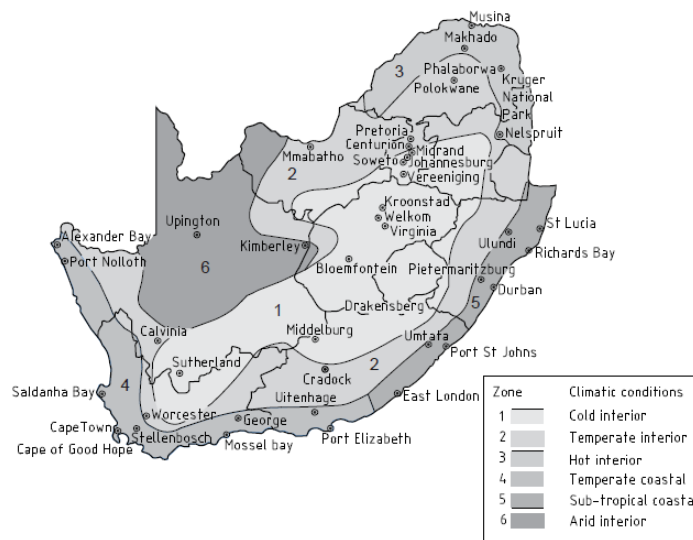 Musina
Makhado
3
Phalaborwa
Polokwane
Kruger
National
Park
Pretoria
Centurion
Nelspruit
Migrand
Mmabatho
Soweto
Johannesburg
2
Vereeniging
Kroonstad
Welkom
Virginia
St Lucia
Upington
Ulundi
Alexander Bay
Kimberley
Richards Bay
Port Nolloth
Bloemfontein
6
Pietermaritzburg
Durban
5
Drakensberg
1
Calvinia
Middelburg
Umtata
Port St Johns
2
Sutherland
Cradock
4
Saldanha Bay
East London
Uitenhage
Worcester
George
CapeTown
Stellenbosch
Mossel bay
Port Elizabeth
Cape of Good Hope
Zone Climatic conditions
1 Cold interior
2 Temperate interior
3 Hot interior
4 Temperate coastal
5 Sub-tropical coasta
6 Arid interior